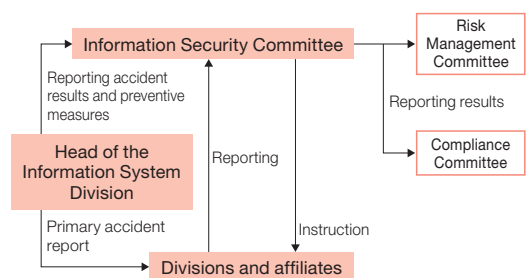 Information Security Committee
Risk
Management
Committee
Reporting accident
results and preventive
measures
Reporting results
Head of the
Information System
Division
Reporting
Compliance
Committee
Primary accident
report
Instruction
Divisions and affiliates